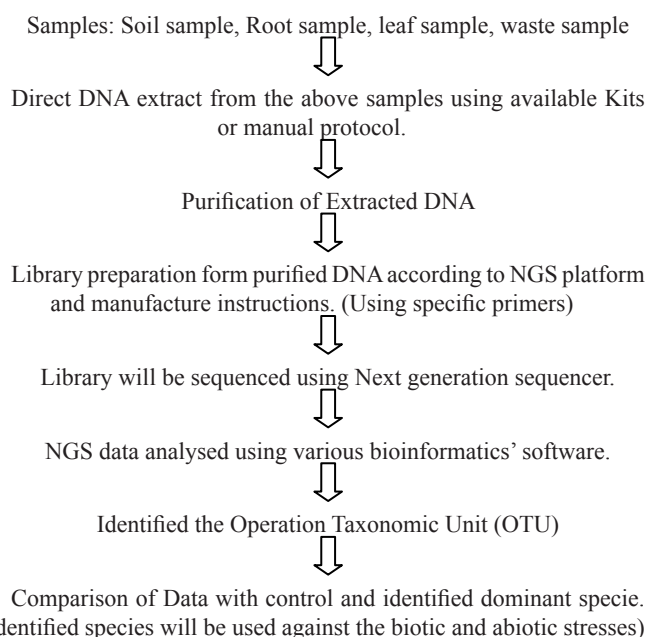 Samples: Soil sample, Root sample, leaf sample, waste sample
Direct DNA extract from the above samples using available Kits
or manual protocol.
Purification of Extracted DNA
Library preparation form purified DNA according to NGS platform
and manufacture instructions. (Using specific primers)
Library will be sequenced using Next generation sequencer.
NGS data analysed using various bioinformatics’ software.
Identified the Operation Taxonomic Unit (OTU)
Comparison of Data with control and identified dominant specie.
dentified species will be used against the biotic and abiotic stresses)